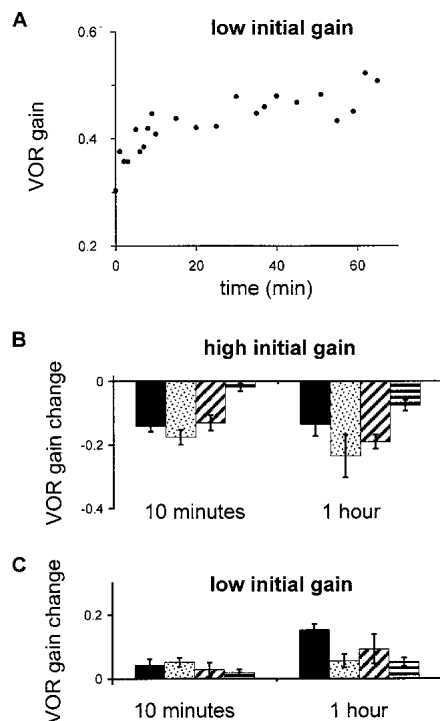 A
low initial gain
0.6
0.4
0.2
VOR gain
0
20
40
60
time (min)
B
high initial gain
0
-0.2
-0.4
VOR gain change
10 minutes
1 hour
C
low initial gain
0.2
0
VOR gain change
10 minutes
1 hour